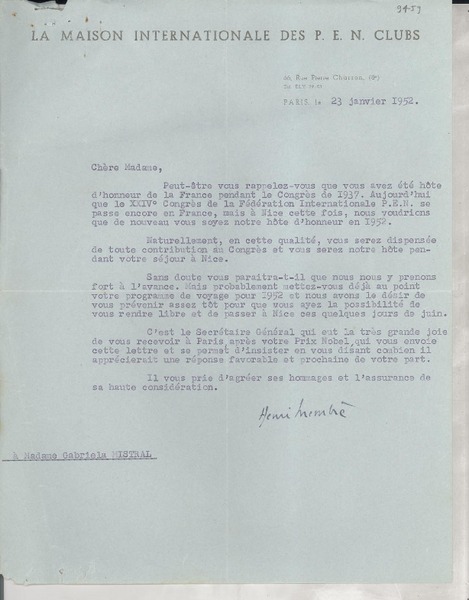 94-59
LA MAISON INTERNATIONALE DES P. E. N. CLUBS
66, Rue Pierre Charron, (8ᵉ)
PARIS, le 23 janvier 1952.
Chère Madame,
Peut-être vous rappelez-vous que vous avez été hôte
d'honneur de la France pendant le Congrès de 1937. Aujourd'hui
que le XXIVº Congrès de la Fédération Internationale P.E.N. se
passe encore en France, mais à Nice cette fois, nous voudrions
que de nouveau vous soyez notre hôte d'honneur en 1952.
Naturellement, en cette qualité, vous serez dispensée
de toute contribution au Congrès et vous serez notre hôte pen-
dant votre séjour à Nice.
Sans doute vous paraitra-t-il que nous nous y prenons
fort à l'avance. Mais probablement mettez-vous déjà au point
votre programme de voyage pour 1952 et nous avons le désir de
vous prévenir assez tôt pour que vous ayez la possibilité de
vous rendre libre et de passer à Nice ces quelques jours de juin.
C'est le Secrétaire Général qui eut la très grande joie
de vous recevoir à Paris, après votre Prix Nobel, qui vous envoie
cette lettre et se permet d'insister en vous disant combien il
apprécierait une réponse favorable et prochaine de votre part.
Il vous prie d'agréer ses hommages et l'assurance de
sa haute considération.
Henri Membré
A Madame Gabriela MISTRAL